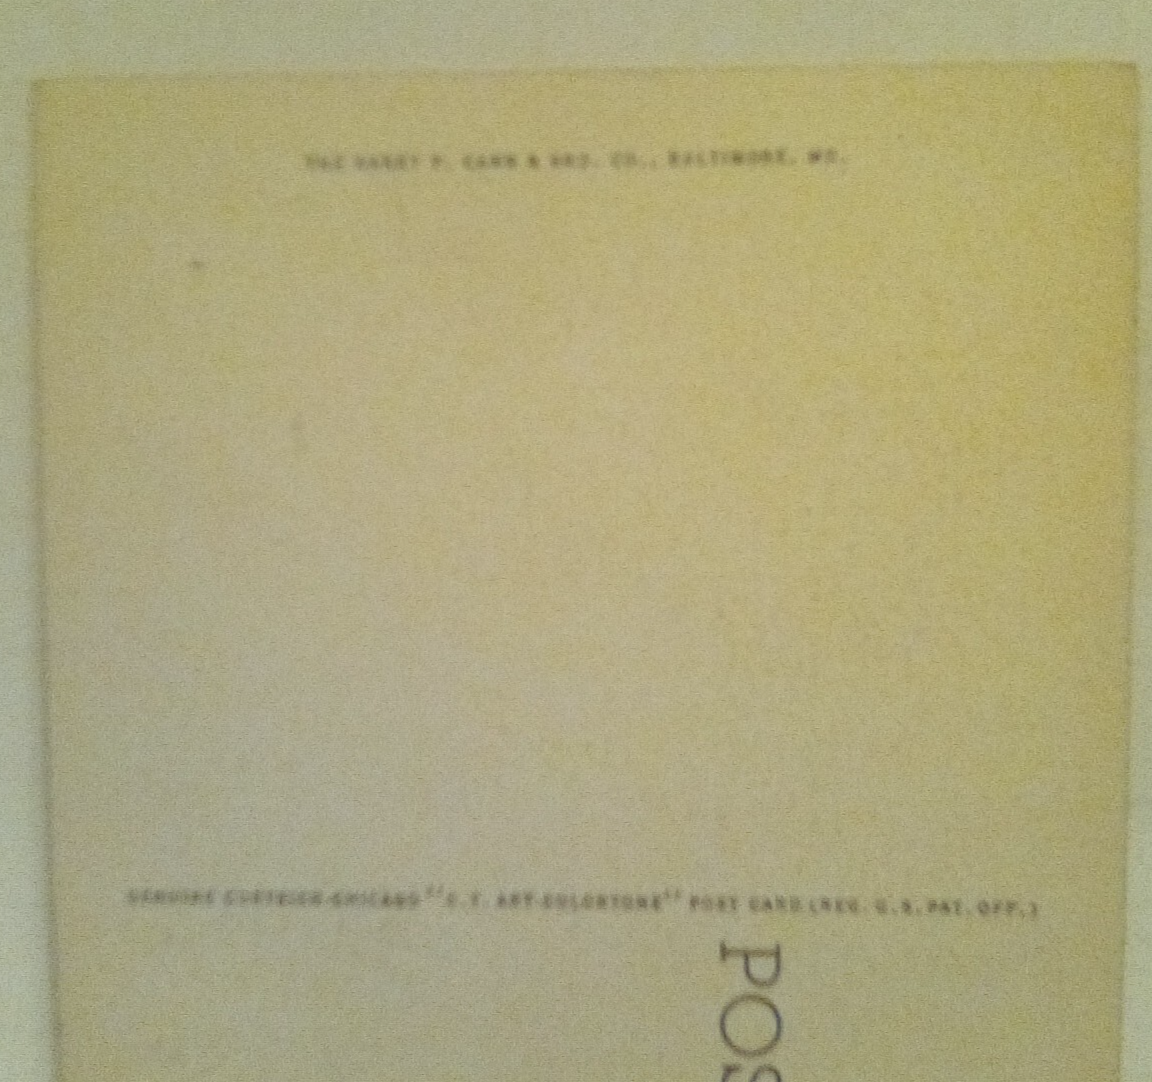 THE HARRY P. CANN & BRO. CO., BALTIMORE, MD.
GENUINE CURTEICH-CHICAGO "C. T. ART-COLORTONE" POST CARD (REG. U.S. PAT. OFF.)
POS